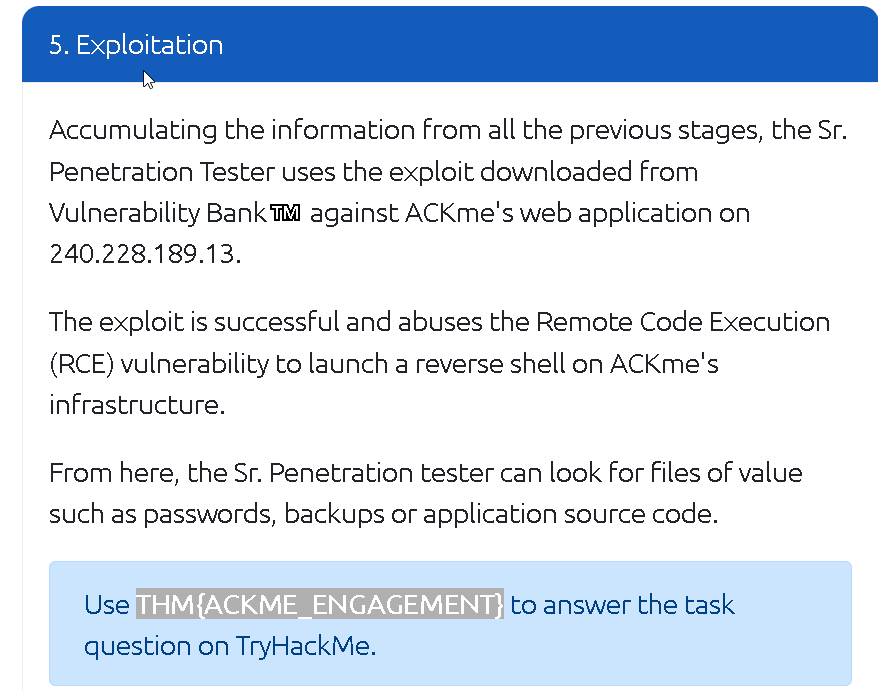 5. Exploitation
Accumulating the information from all the previous stages, the Sr.
Penetration Tester uses the exploit downloaded from
Vulnerability Bank™ against ACKme's web application on
240.228.189.13.
The exploit is successful and abuses the Remote Code Execution
(RCE) vulnerability to launch a reverse shell on ACKme's
infrastructure.
From here, the Sr. Penetration tester can look for files of value
such as passwords, backups or application source code.
Use THM{ACKME_ENGAGEMENT} to answer the task
question on TryHackMe.